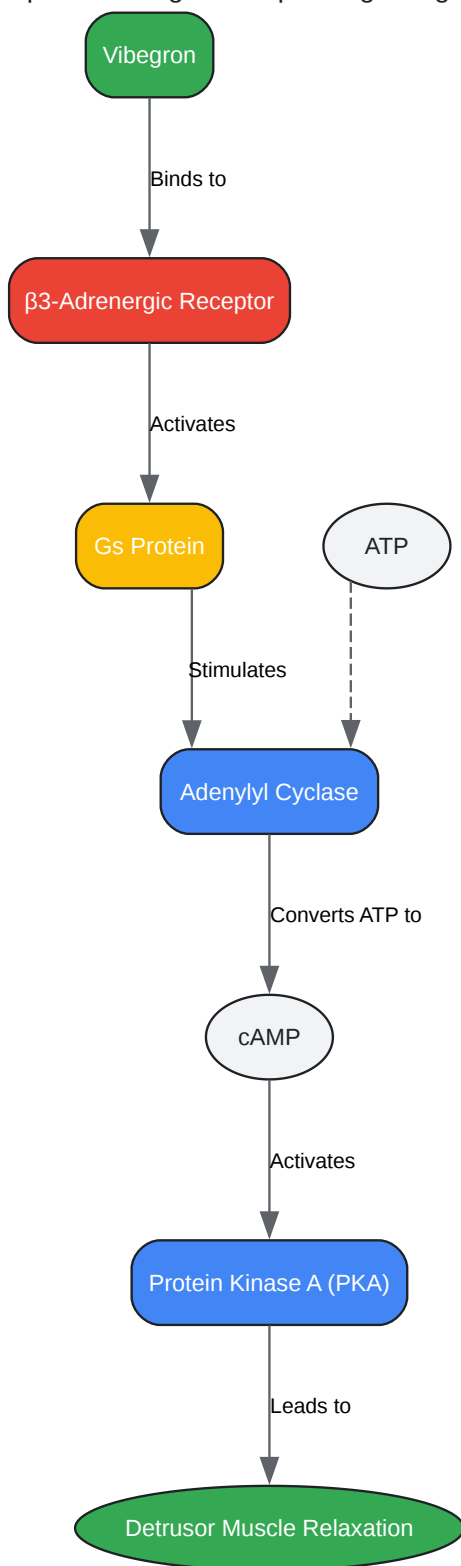 Vibegron
Binds to
β3-Adrenergic Receptor
Activates
Gs Protein
ATP
Stimulates
Adenylyl Cyclase
Converts ATP to
cAMP
Activates
Protein Kinase A (PKA)
Leads to
Detrusor Muscle Relaxation